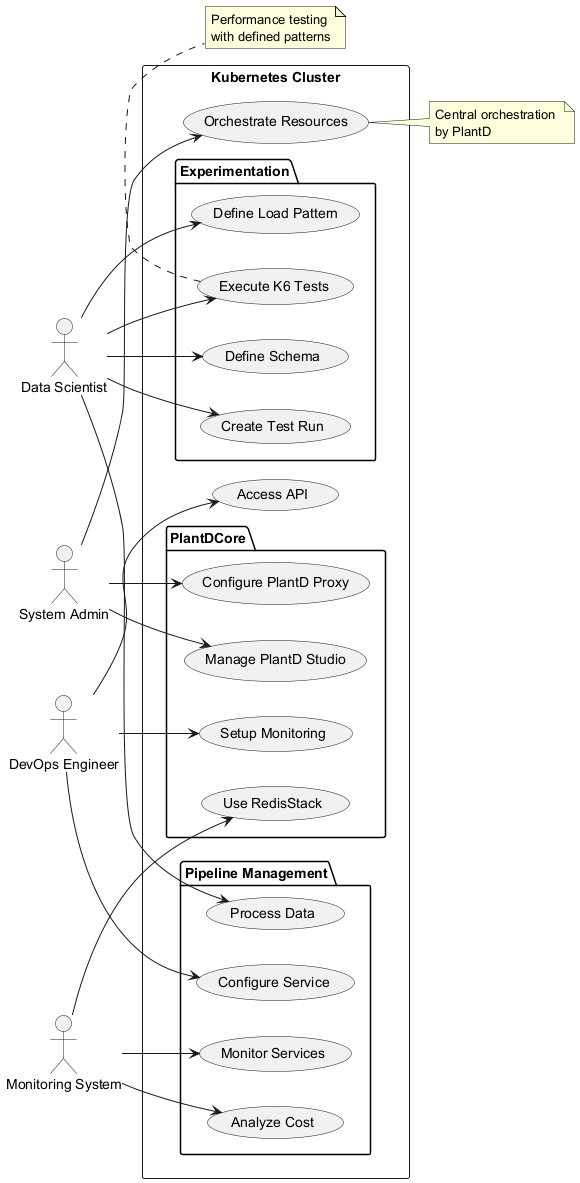 Performance testing
with defined patterns
Kubernetes Cluster
Orchestrate Resources
Central orchestration
by PlantD
Experimentation
Define Load Pattern
Execute K6 Tests
Define Schema
Create Test Run
Data Scientist
Access API
PlantDCore
Configure PlantD Proxy
System Admin
Manage PlantD Studio
Setup Monitoring
DevOps Engineer
Use RedisStack
Pipeline Management
Process Data
Configure Service
Monitor Services
Monitoring System
Analyze Cost